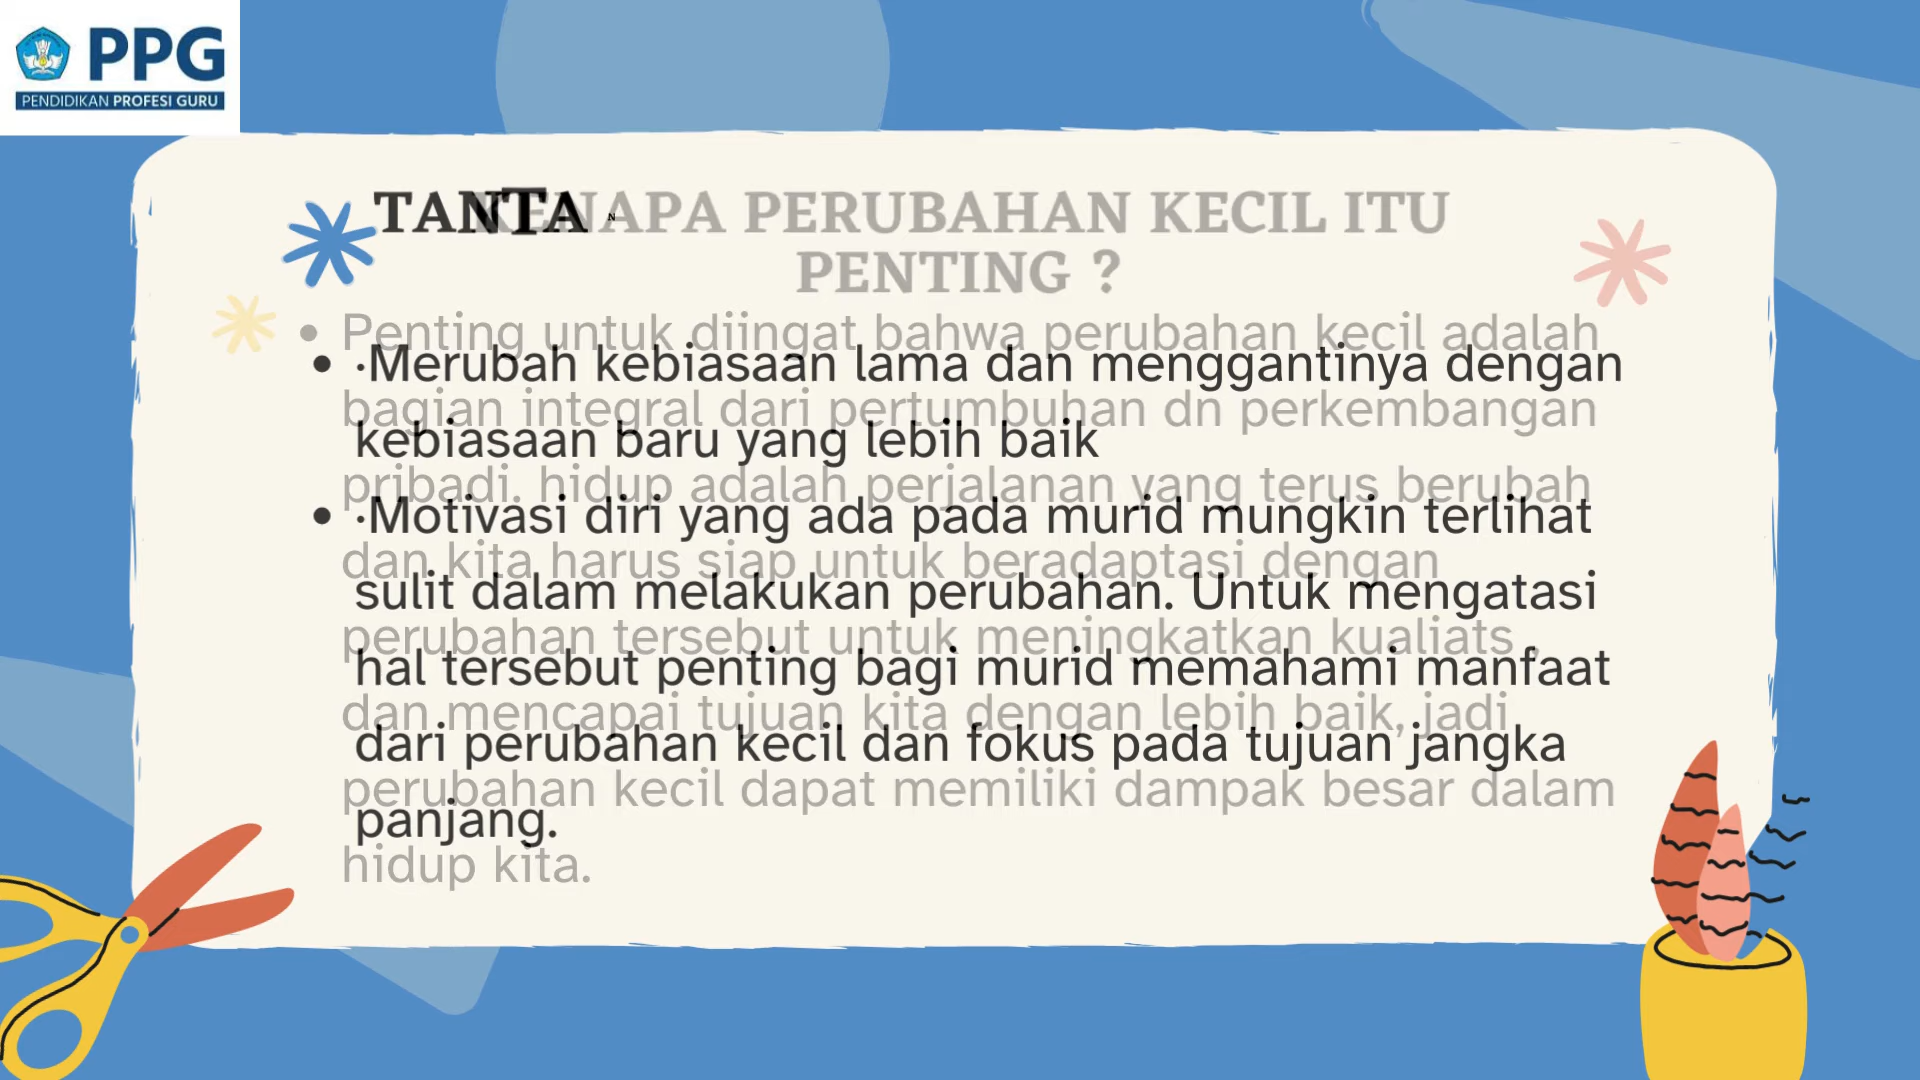 PPG
PENDIDIKAN PROFESI GURU
TANTA
KENAPA PERUBAHAN KECIL ITU
PENTING ?
• Penting untuk diingat bahwa perubahan kecil adalah
bagian integral dari pertumbuhan dn perkembangan
pribadi. hidup adalah perjalanan yang terus berubah
dan kita harus siap untuk beradaptasi dengan
perubahan tersebut untuk meningkatkan kualiats ,
dan mencapai tujuan kita dengan lebih baik, jadi
perubahan kecil dapat memiliki dampak besar dalam
hidup kita.
• ·Merubah kebiasaan lama dan menggantinya dengan
kebiasaan baru yang lebih baik
• ·Motivasi diri yang ada pada murid mungkin terlihat
sulit dalam melakukan perubahan. Untuk mengatasi
hal tersebut penting bagi murid memahami manfaat
dari perubahan kecil dan fokus pada tujuan jangka
panjang.